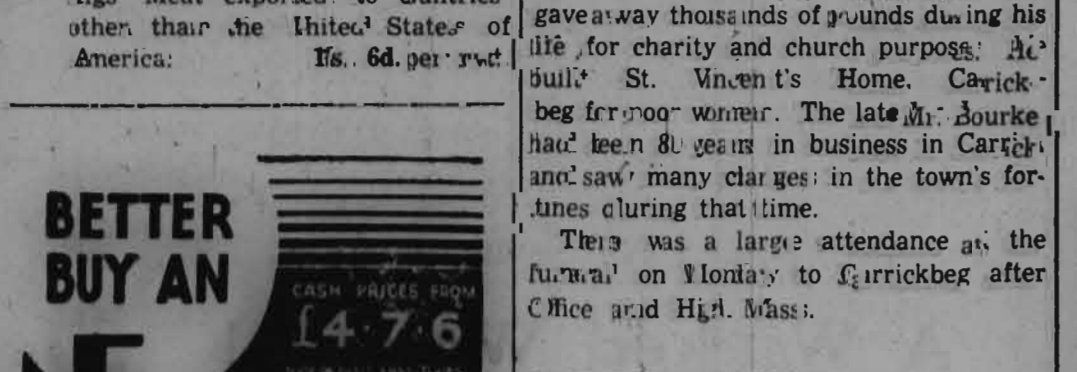 other than the United States of
America: 1s. 6d. per cwt.
BETTER
BUY AN
CASH PRICES FROM
£4·7·6
gave away thousands of pounds during his
life for charity and church purposes. He
built St. Vincent's Home, Carrick-
beg for poor women. The late Mr. Bourke
had been 80 years in business in Carrick
and saw many changes in the town's for-
tunes during that time.
There was a large attendance at the
funeral on Monday to Carrickbeg after
Office and High Mass.